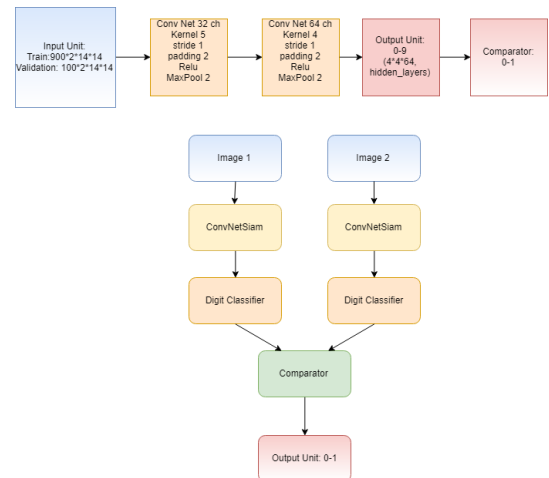 Input Unit:
Train:900*2*14*14
Validation: 100*2*14*14
Conv Net 32 ch
Kernel 5
stride 1
padding 2
Relu
MaxPool 2
Conv Net 64 ch
Kernel 4
stride 1
padding 2
Relu
MaxPool 2
Output Unit:
0-9
(4*4*64,
hidden_layers)
Comparator:
0-1
Image 1
Image 2
ConvNetSiam
ConvNetSiam
Digit Classifier
Digit Classifier
Comparator
Output Unit: 0-1